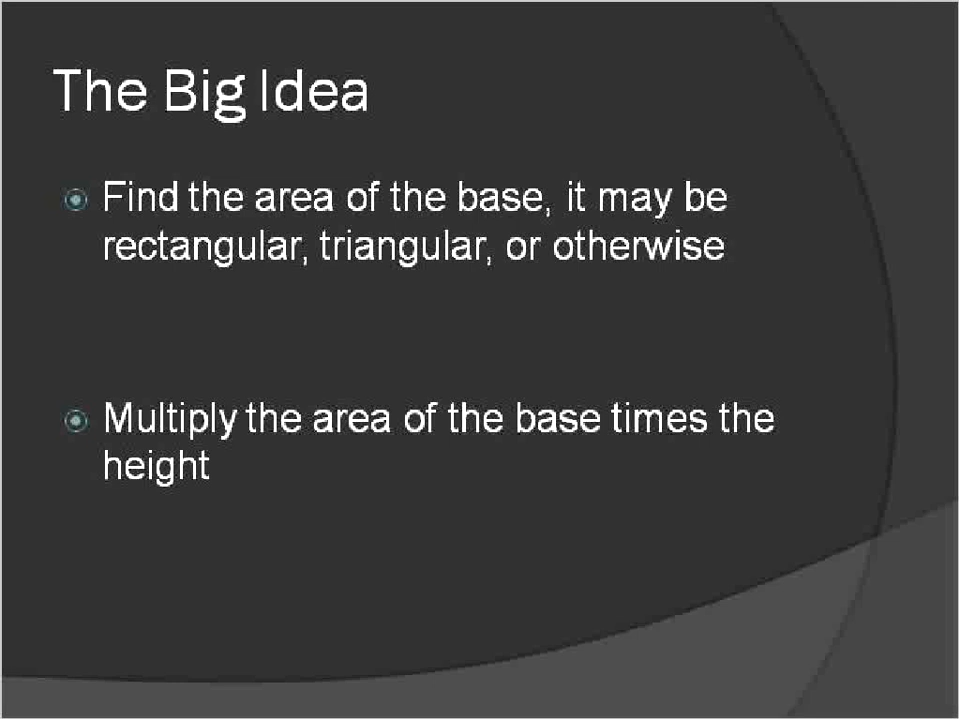 The Big Idea
Find the area of the base, it may be
rectangular, triangular, or otherwise
Multiply the area of the base times the
height